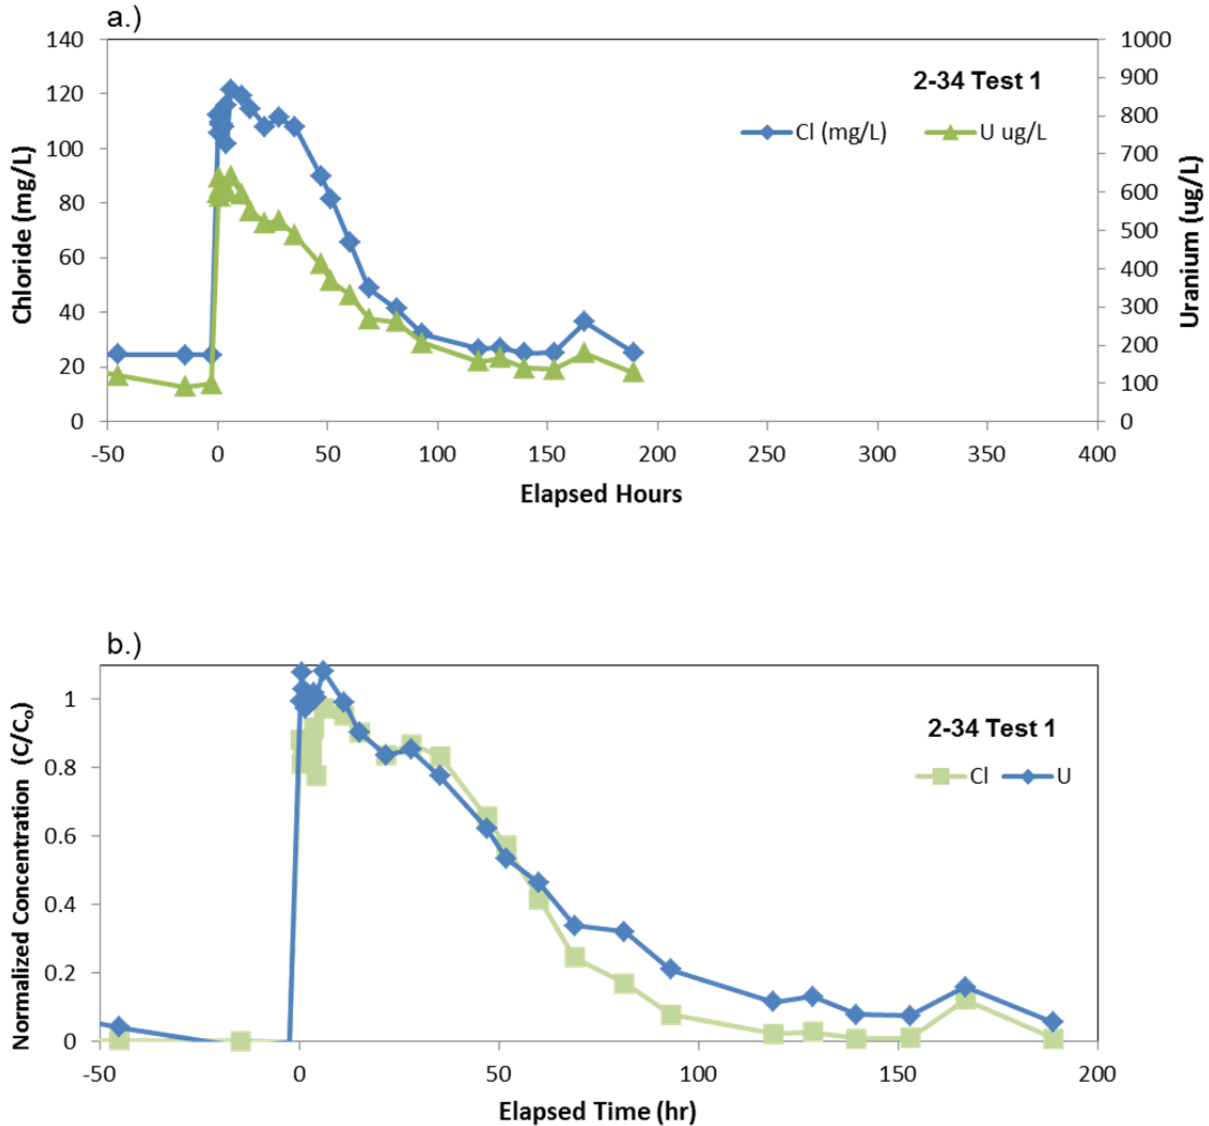 a.)
140
120
100
80
60
40
20
0
Chloride (mg/L)
1000
900
800
700
600
500
400
300
200
100
0
Uranium (ug/L)
2-34 Test 1
Cl (mg/L) U ug/L
-50 0 50 100 150 200 250 300 350 400
Elapsed Hours
b.)
1
0.8
0.6
0.4
0.2
0
Normalized Concentration (C/Co)
2-34 Test 1
Cl U
-50 0 50 100 150 200
Elapsed Time (hr)